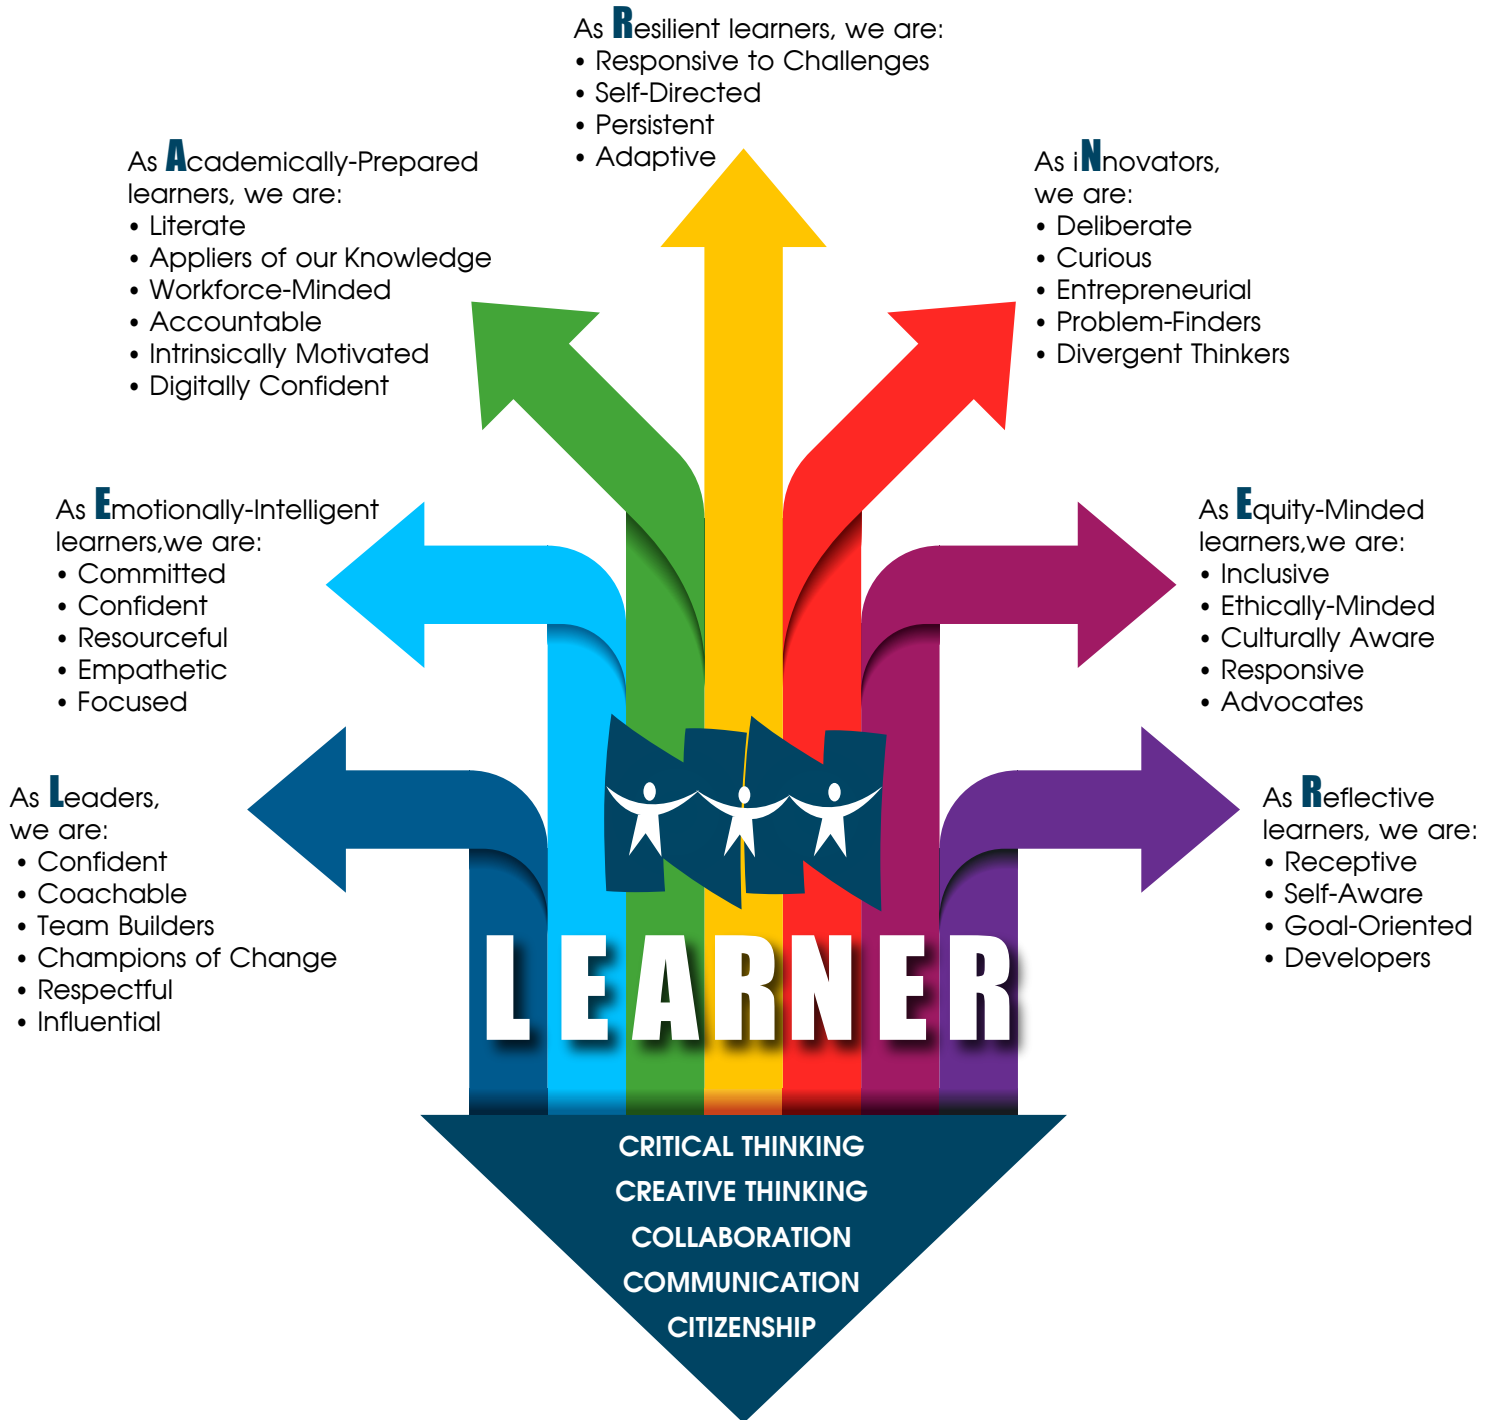 As Resilient learners, we are:
• Responsive to Challenges
• Self-Directed
• Persistent
• Adaptive
As Academically-Prepared
learners, we are:
• Literate
• Appliers of our Knowledge
• Workforce-Minded
• Accountable
• Intrinsically Motivated
• Digitally Confident
As iNnovators,
we are:
• Deliberate
• Curious
• Entrepreneurial
• Problem-Finders
• Divergent Thinkers
As Emotionally-Intelligent
learners,we are:
• Committed
• Confident
• Resourceful
• Empathetic
• Focused
As Equity-Minded
learners,we are:
• Inclusive
• Ethically-Minded
• Culturally Aware
• Responsive
• Advocates
As Leaders,
we are:
• Confident
• Coachable
• Team Builders
• Champions of Change
• Respectful
• Influential
As Reflective
learners, we are:
• Receptive
• Self-Aware
• Goal-Oriented
• Developers
LEARNER
CRITICAL THINKING
CREATIVE THINKING
COLLABORATION
COMMUNICATION
CITIZENSHIP